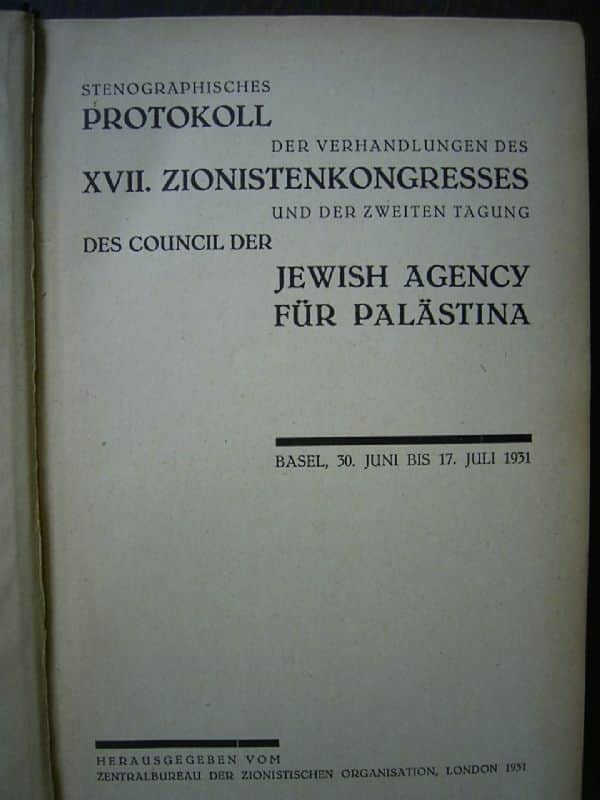 STENOGRAPHISCHES
PROTOKOLL
DER VERHANDLUNGEN DES
XVII. ZIONISTENKONGRESSES
UND DER ZWEITEN TAGUNG
DES COUNCIL DER
JEWISH AGENCY
FÜR PALÄSTINA
BASEL, 30. JUNI BIS 17. JULI 1931
HERAUSGEGEBEN VOM
ZENTRALBUREAU DER ZIONISTISCHEN ORGANISATION, LONDON 1931